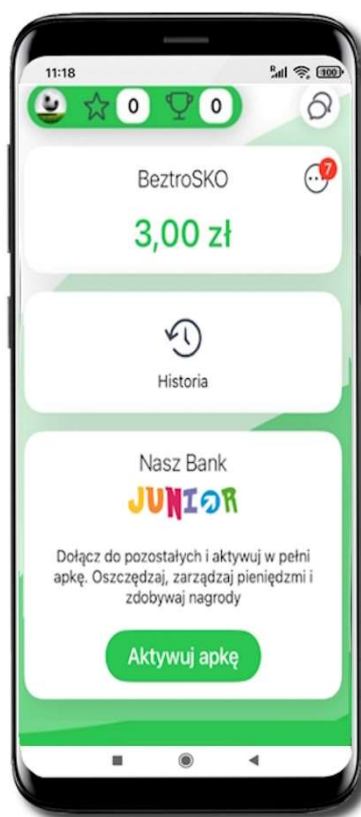 11:18
R
100
0
0
BeztroSKO
7
3,00 zł
Historia
Nasz Bank
JUNIOR
Dołącz do pozostałych i aktywuj w pełni
apkę. Oszczędzaj, zarządzaj pieniędzmi i
zdobywaj nagrody
Aktywuj apkę